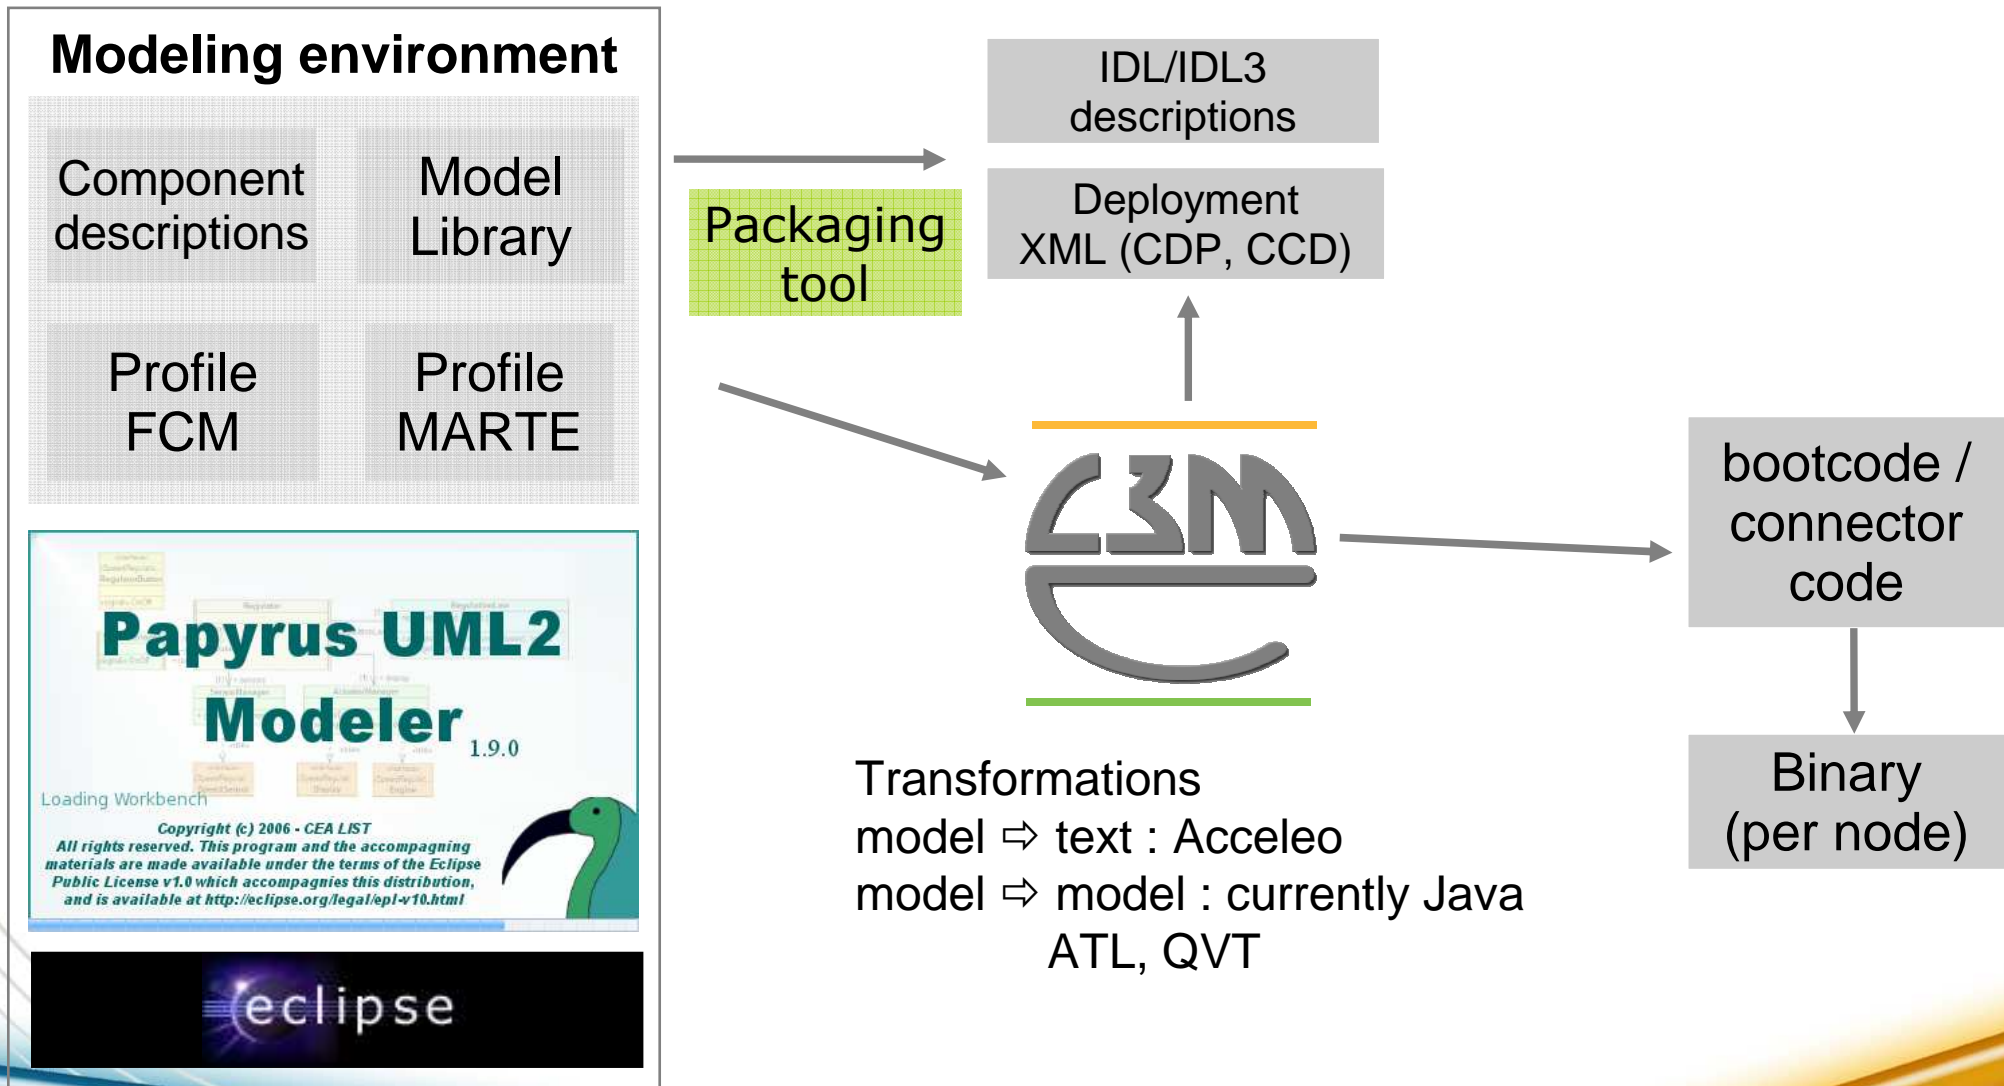 Modeling environment
Component
descriptions
Model
Library
Profile
FCM
Profile
MARTE
Papyrus UML2
Modeler
1.9.0
Loading Workbench
Copyright (c) 2006 - CEA LIST
All rights reserved. This program and the accompagning
materials are made available under the terms of the Eclipse
Public License v1.0 which accompagnies this distribution,
and is available at http://eclipse.org/legal/epl-v10.html
eclipse
Packaging
tool
IDL/IDL3
descriptions
Deployment
XML (CDP, CCD)
C3M
Transformations
model ⇨ text : Acceleo
model ⇨ model : currently Java
ATL, QVT
bootcode /
connector
code
Binary
(per node)